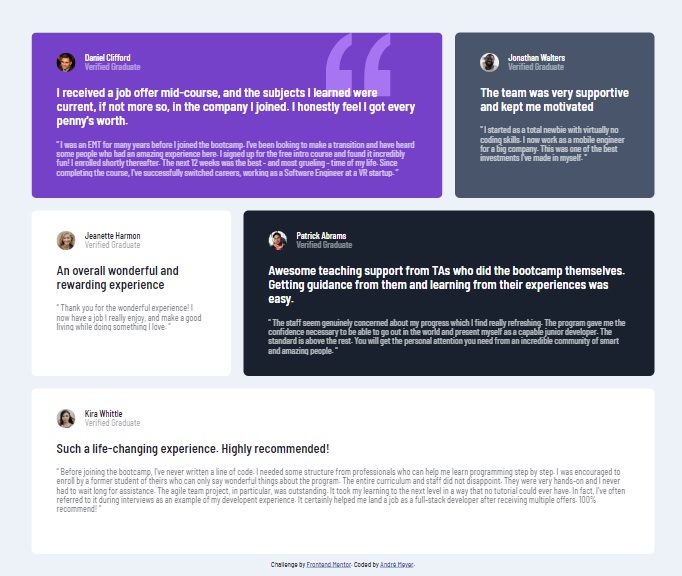 Daniel Clifford
Verified Graduate
I received a job offer mid-course, and the subjects I learned were
current, if not more so, in the company I joined. I honestly feel I got every
penny's worth.
" I was an EMT for many years before I joined the bootcamp. I've been looking to make a transition and have heard
some people who had an amazing experience here. I signed up for the free intro course and found it incredibly
fun! I enrolled shortly thereafter. The next 12 weeks was the best - and most grueling - time of my life. Since
completing the course, I've successfully switched careers, working as a Software Engineer at a VR startup. "
Jonathan Walters
Verified Graduate
The team was very supportive
and kept me motivated
" I started as a total newbie with virtually no
coding skills. I now work as a mobile engineer
for a big company. This was one of the best
investments I've made in myself. "
Jeanette Harmon
Verified Graduate
An overall wonderful and
rewarding experience
" Thank you for the wonderful experience! I
now have a job I really enjoy, and make a good
living while doing something I love. "
Patrick Abrams
Verified Graduate
Awesome teaching support from TAs who did the bootcamp themselves.
Getting guidance from them and learning from their experiences was
easy.
" The staff seem genuinely concerned about my progress which I find really refreshing. The program gave me the
confidence necessary to be able to go out in the world and present myself as a capable junior developer. The
standard is above the rest. You will get the personal attention you need from an incredible community of smart
and amazing people. "
Kira Whittle
Verified Graduate
Such a life-changing experience. Highly recommended!
" Before joining the bootcamp, I've never written a line of code. I needed some structure from professionals who can help me learn programming step by step. I was encouraged to
enroll by a former student of theirs who can only say wonderful things about the program. The entire curriculum and staff did not disappoint. They were very hands-on and I never
had to wait long for assistance. The agile team project, in particular, was outstanding. It took my learning to the next level in a way that no tutorial could ever have. In fact, I've often
referred to it during interviews as an example of my developent experience. It certainly helped me land a job as a full-stack developer after receiving multiple offers. 100%
recommend! "
Challenge by Frontend Mentor. Coded by André Meyer.